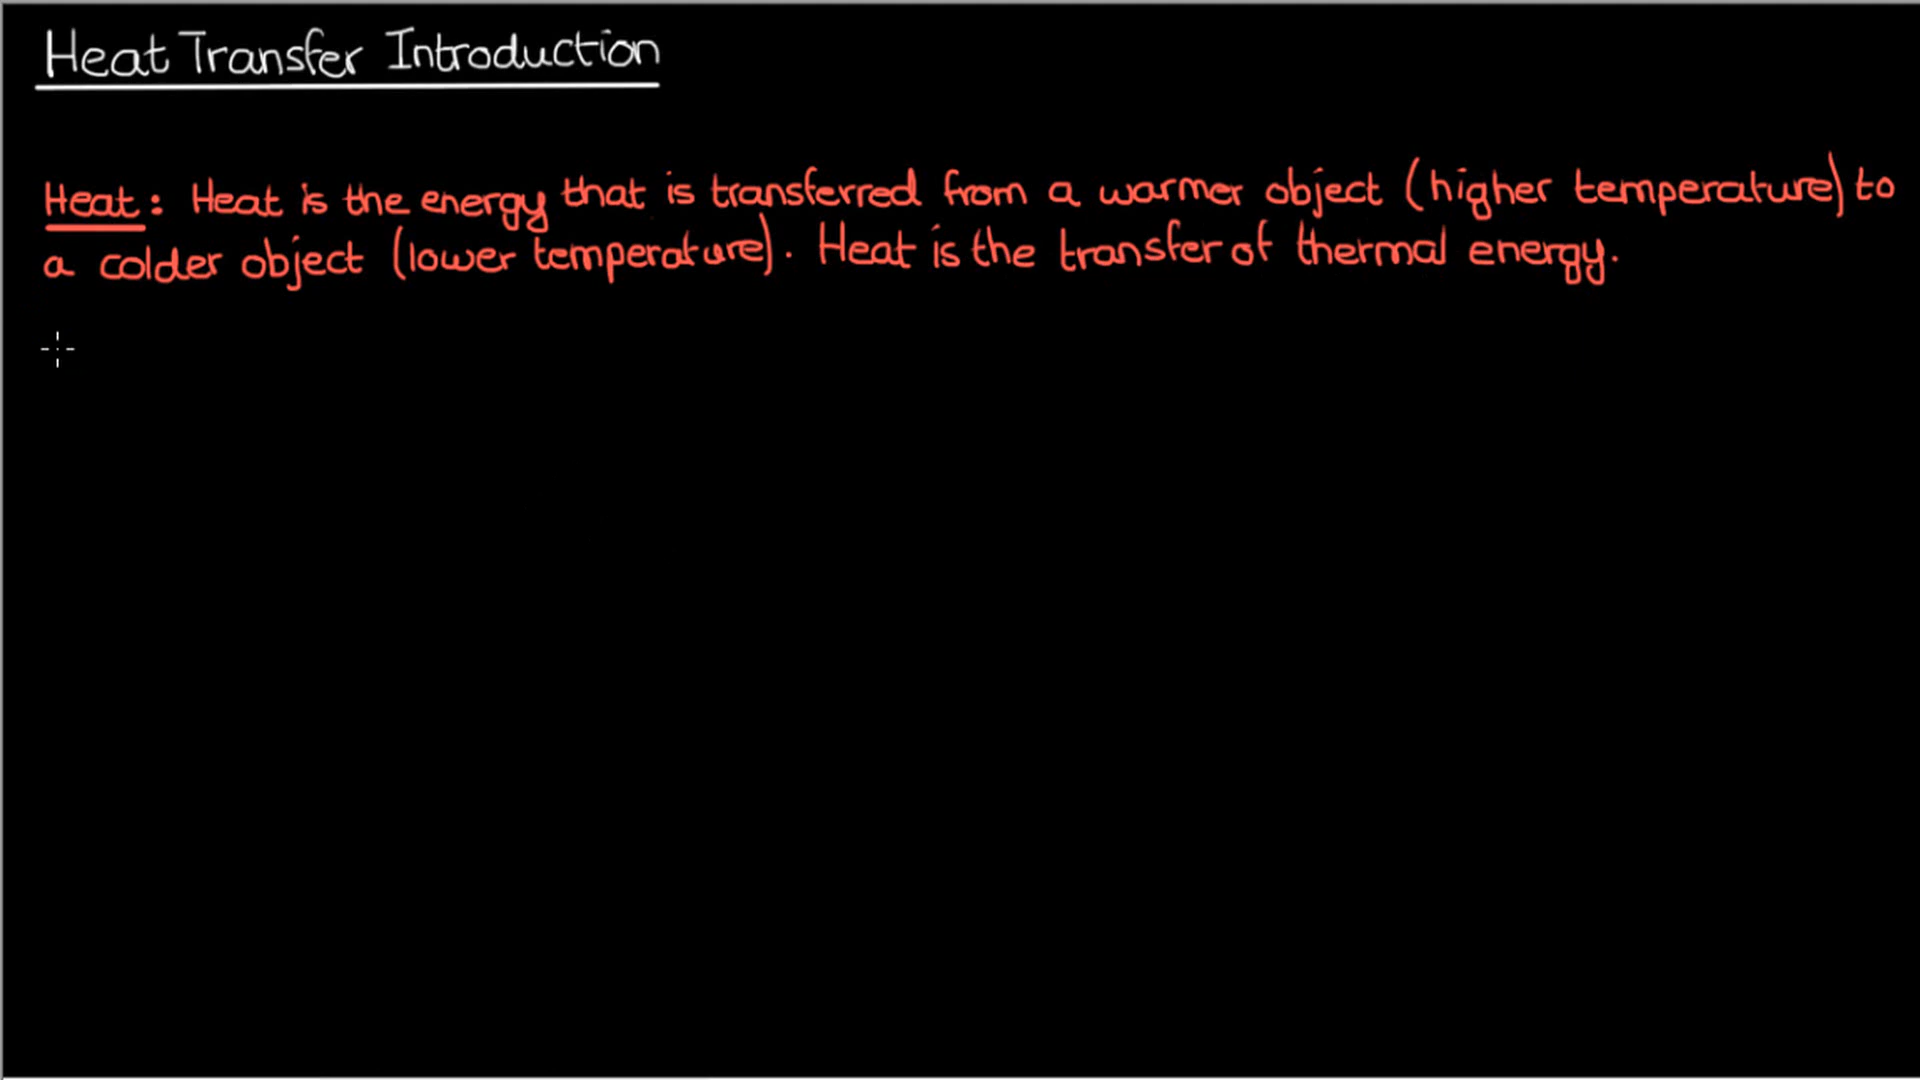 Heat Transfer Introduction
Heat: Heat is the energy that is transferred from a warmer object (higher temperature) to
a colder object (lower temperature). Heat is the transfer of thermal energy.